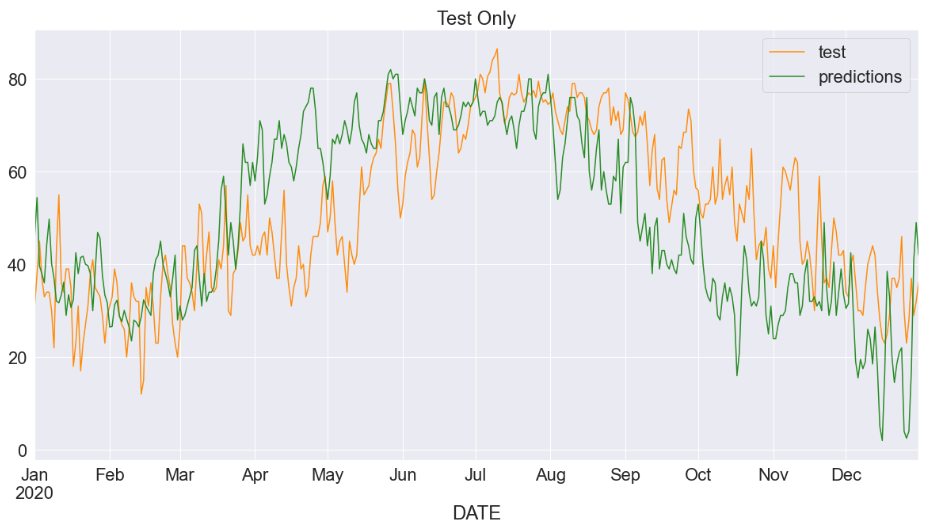 Test Only
test
predictions
80
60
40
20
0
Jan Feb Mar Apr May Jun Jul Aug Sep Oct Nov Dec
2020
DATE